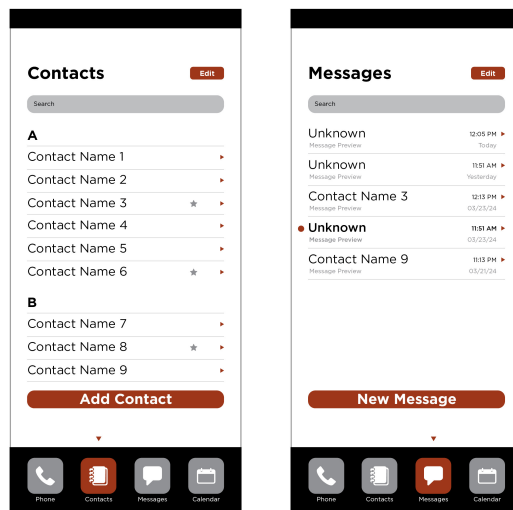 Contacts
Edit
Search
A
Contact Name 1
Contact Name 2
Contact Name 3
Contact Name 4
Contact Name 5
Contact Name 6
B
Contact Name 7
Contact Name 8
Contact Name 9
Add Contact
Phone Contacts Messages Calendar
Messages
Edit
Search
Unknown 12:05 PM
Message Preview Today
Unknown 11:51 AM
Message Preview Yesterday
Contact Name 3 12:13 PM
Message Preview 03/23/24
Unknown 11:51 AM
Message Preview 03/23/24
Contact Name 9 11:13 PM
Message Preview 03/21/24
New Message
Phone Contacts Messages Calendar